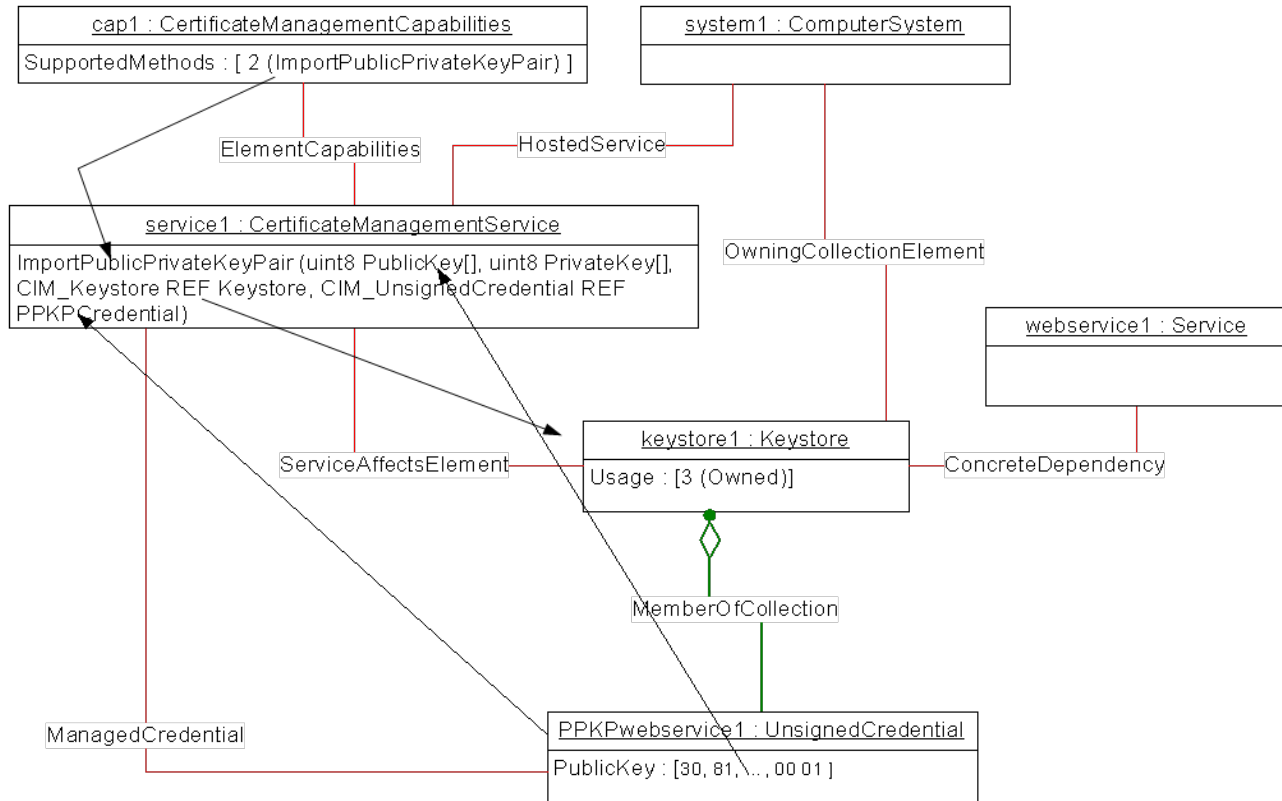 cap1 : CertificateManagementCapabilities
SupportedMethods : [ 2 (ImportPublicPrivateKeyPair) ]
system1 : ComputerSystem
ElementCapabilities
HostedService
service1 : CertificateManagementService
ImportPublicPrivateKeyPair (uint8 PublicKey[], uint8 PrivateKey[],
CIM_Keystore REF Keystore, CIM_UnsignedCredential REF
PPKPCredential)
OwningCollectionElement
webservice1 : Service
keystore1 : Keystore
Usage : [3 (Owned)]
ServiceAffectsElement
ConcreteDependency
MemberOfCollection
ManagedCredential
PPKPwebservice1 : UnsignedCredential
PublicKey : [30, 81, ... , 00 01 ]